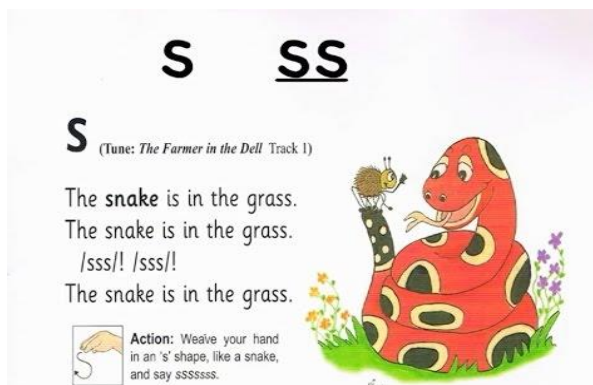 s ss
s (Tune: The Farmer in the Dell Track 1)
The snake is in the grass.
The snake is in the grass.
/sss/! /sss/!
The snake is in the grass.
Action: Weave your hand
in an 's' shape, like a snake,
and say sssssss.